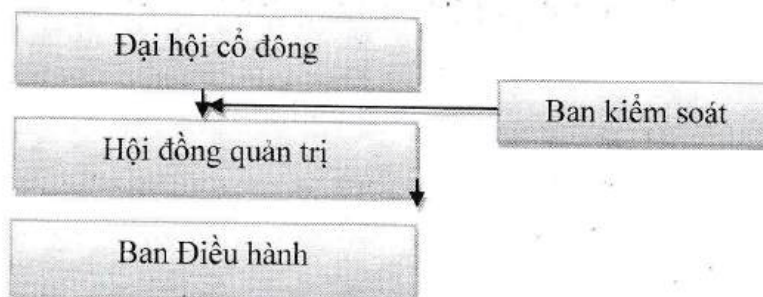 Đại hội cổ đông
Ban kiểm soát
Hội đồng quản trị
Ban Điều hành